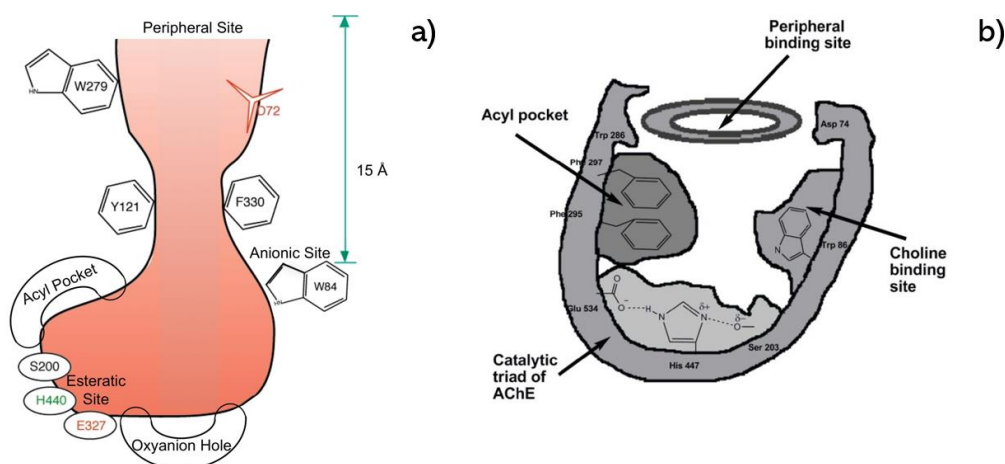 Peripheral Site
W279
HN
D72
15 Å
Y121
F330
Anionic Site
W84
HN
Acyl Pocket
S200
Esteratic
Site
H440
E327
Oxyanion Hole
a)
Peripheral
binding site
b)
Acyl pocket
Trp 286
Asp 74
Phe 297
Phe 295
N
Trp 86
Choline
binding
site
Glu 534
O
-
H
N
N
δ+
δ-
O
Ser 203
His 447
Catalytic
triad of
AChE